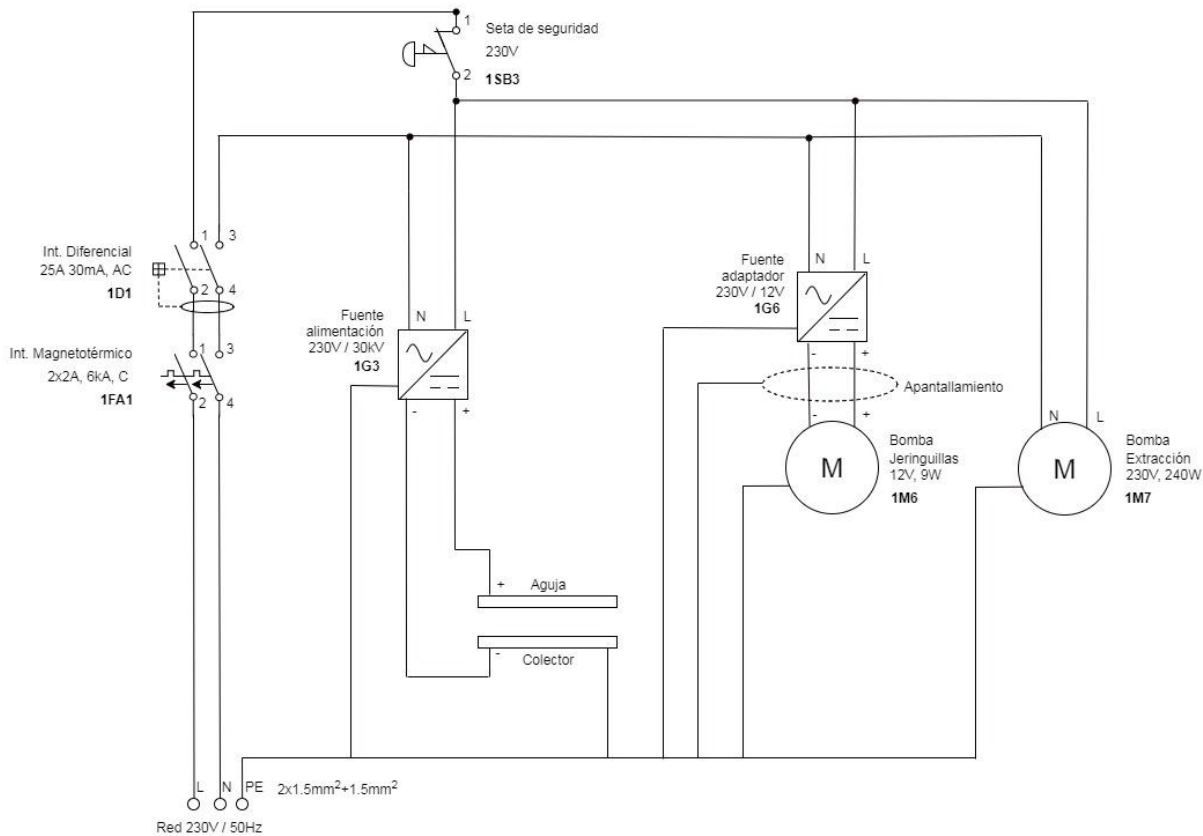 1
Seta de seguridad
230V
2
1SB3
1
3
Int. Diferencial
25A 30mA, AC
1D1
2
4
Int. Magnetotérmico
2x2A, 6kA, C
1FA1
1
3
2
4
N
L
Fuente
alimentación
230V / 30kV
1G3
-
+
N
L
Fuente
adaptador
230V / 12V
1G6
-
+
Apantallamiento
-
+
M
Bomba
Jeringuillas
12V, 9W
1M6
N
L
M
Bomba
Extracción
230V, 240W
1M7
+
Aguja
-
Colector
L
N
PE
2x1.5mm²+1.5mm²
Red 230V / 50Hz